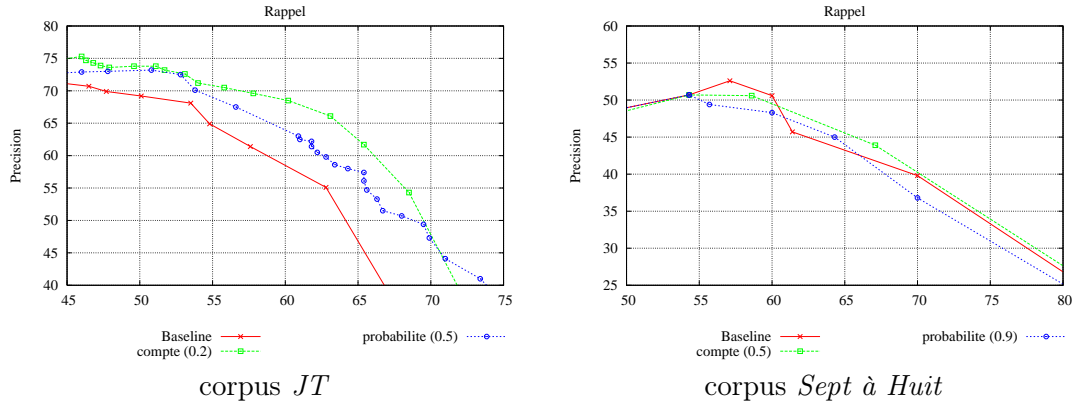 Rappel
80
75
70
65
60
55
50
45
40
Precision
45 50 55 60 65 70 75
Baseline
compte (0.2)
probabilite (0.5)
corpus JT
Rappel
60
55
50
45
40
35
30
25
Precision
50 55 60 65 70 75 80
Baseline
compte (0.5)
probabilite (0.9)
corpus Sept à Huit